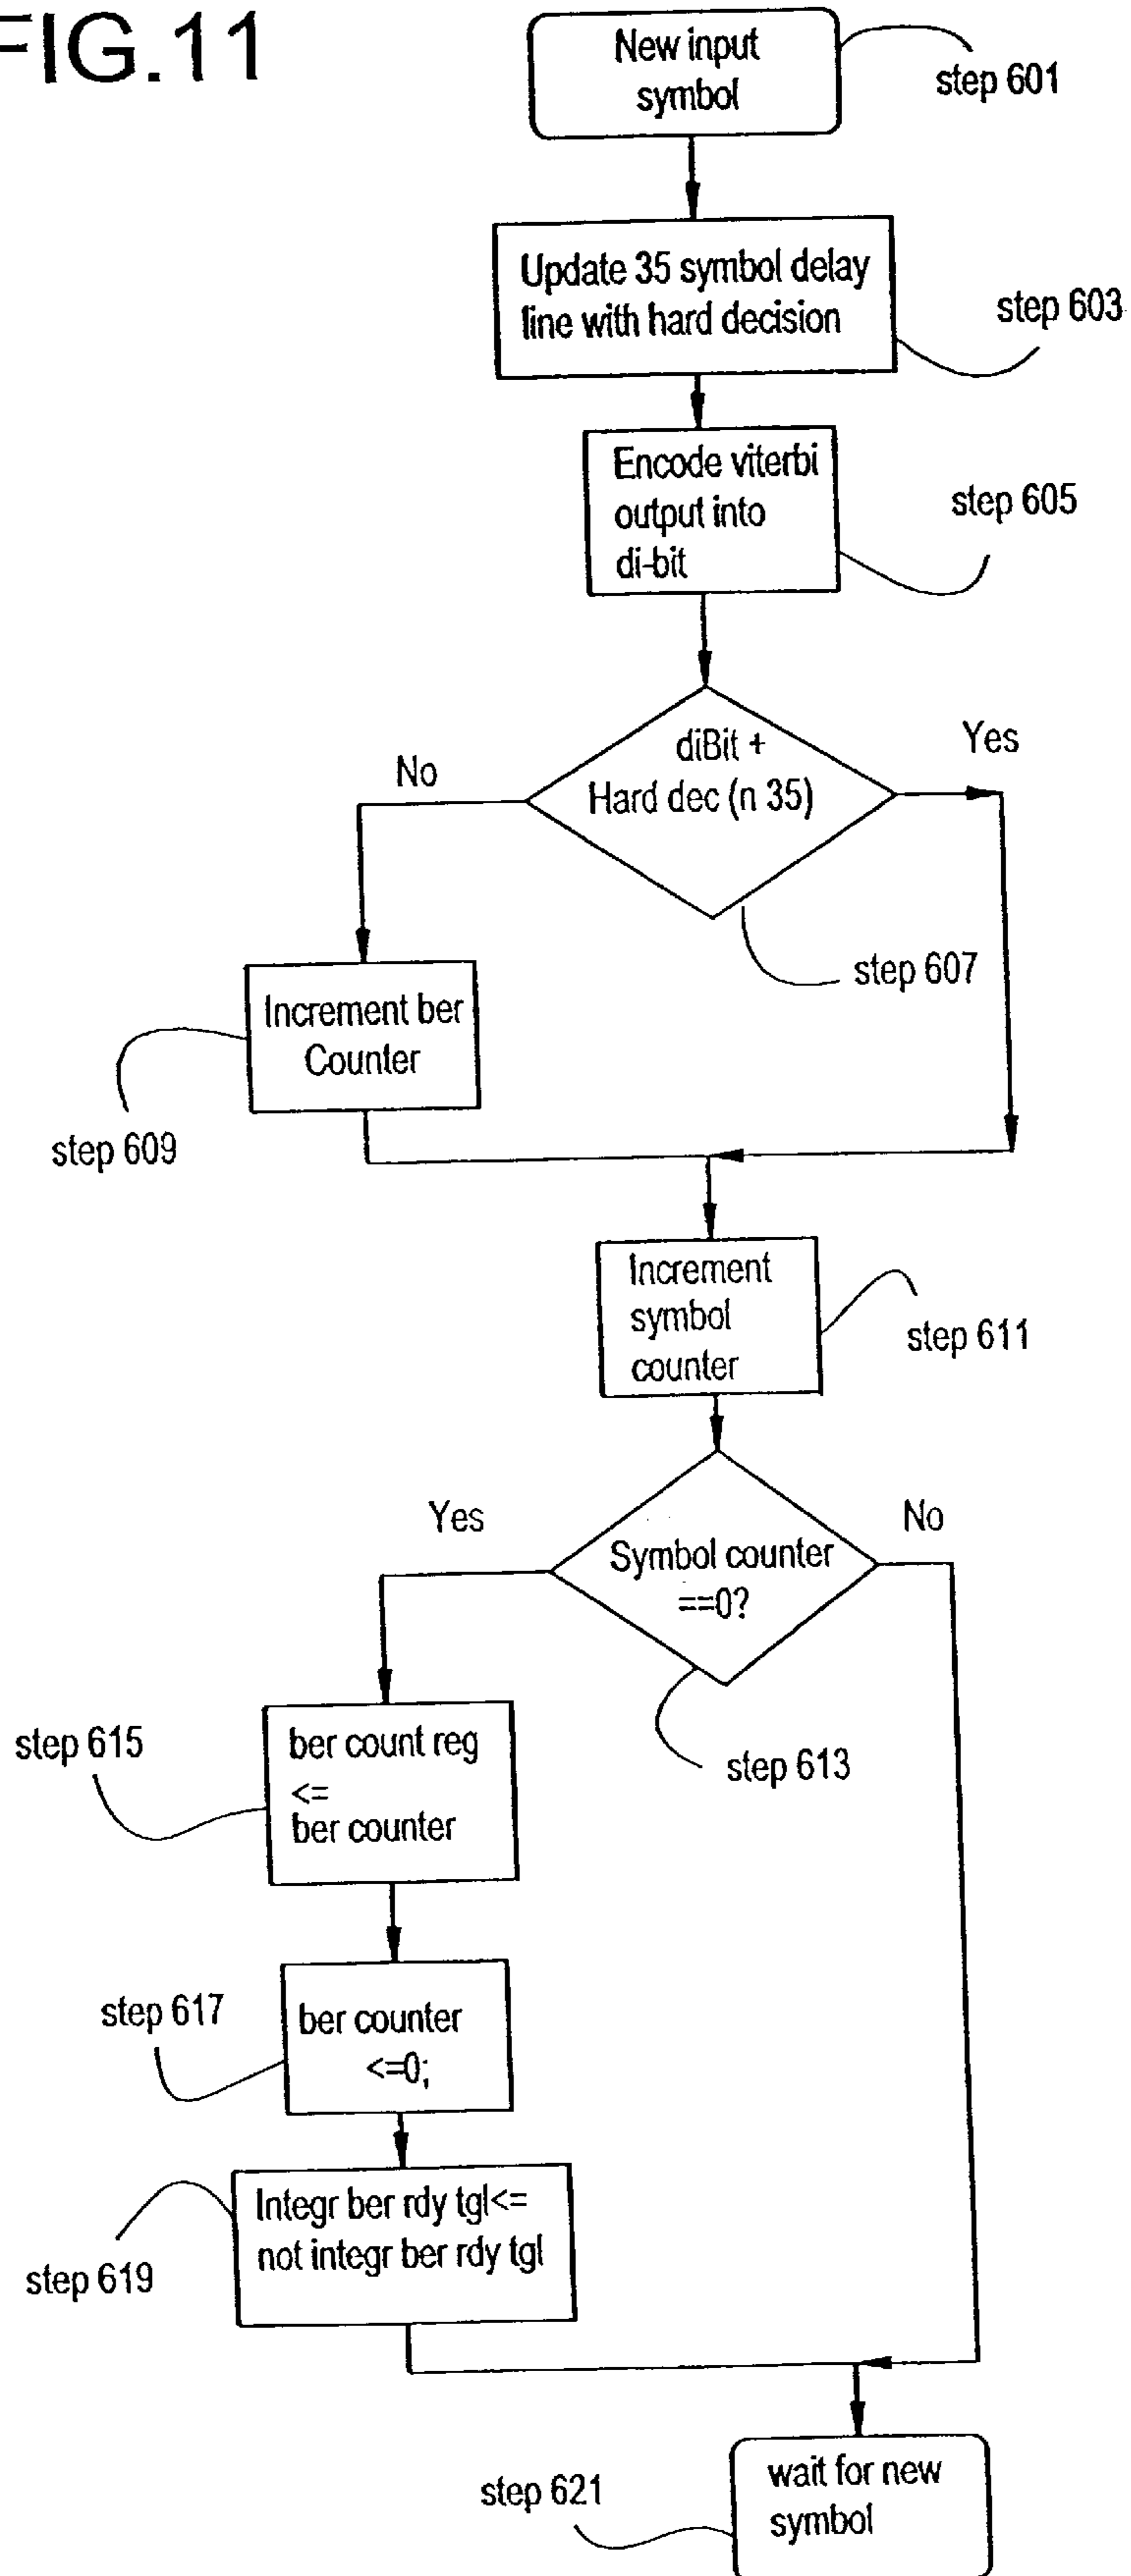 FIG.11
New input
symbol
step 601
Update 35 symbol delay
line with hard decision
step 603
Encode viterbi
output into
di-bit
step 605
diBit +
Hard dec (n 35)
No
Yes
step 607
Increment ber
Counter
step 609
Increment
symbol
counter
step 611
Symbol counter
==0?
Yes
No
step 613
ber count reg
<=
ber counter
step 615
ber counter
<=0;
step 617
Integr ber rdy tgl<=
not integr ber rdy tgl
step 619
wait for new
symbol
step 621